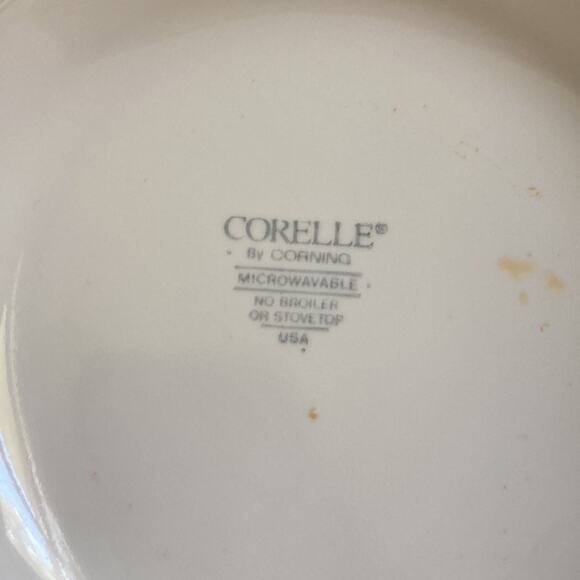 CORELLE®
By CORNING
MICROWAVABLE
NO BROILER
OR STOVETOP
USA